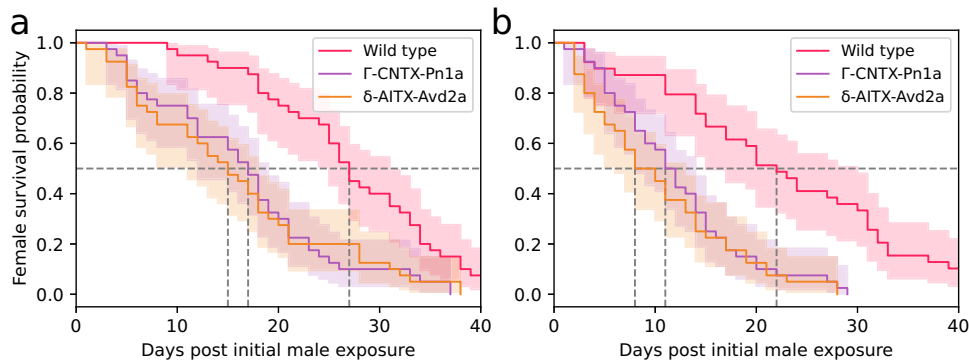 a
Female survival probability
1.0
0.8
0.6
0.4
0.2
0.0
0
10
20
30
40
Days post initial male exposure
Wild type
Γ-CNTX-Pn1a
δ-AITX-Avd2a
b
1.0
0.8
0.6
0.4
0.2
0.0
0
10
20
30
40
Days post initial male exposure
Wild type
Γ-CNTX-Pn1a
δ-AITX-Avd2a